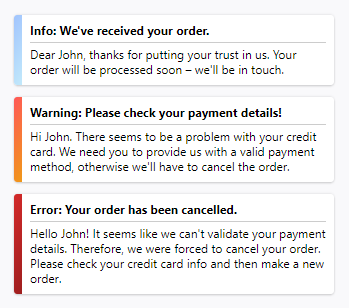 Info: We've received your order.
Dear John, thanks for putting your trust in us. Your
order will be processed soon – we'll be in touch.
Warning: Please check your payment details!
Hi John. There seems to be a problem with your credit
card. We need you to provide us with a valid payment
method, otherwise we'll have to cancel the order.
Error: Your order has been cancelled.
Hello John! It seems like we can't validate your payment
details. Therefore, we were forced to cancel your order.
Please check your credit card info and then make a new
order.